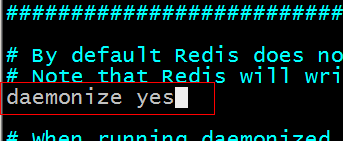 ############################
# By default Redis does no
# Note that Redis will wri
daemonize yes
# When running daemonized